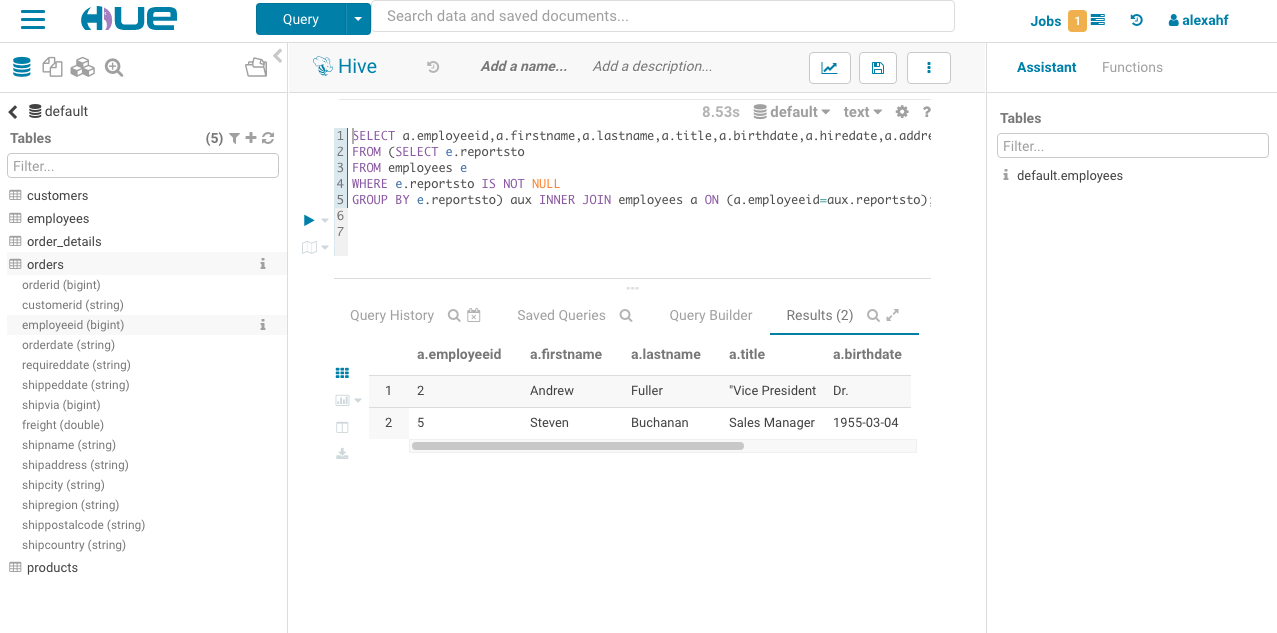 HUE
Query
Search data and saved documents...
Jobs 1
alexahf
Hive
Add a name...
Add a description...
Assistant
Functions
default
Tables
(5)
Filter...
customers
employees
order_details
orders
orderid (bigint)
customerid (string)
employeeid (bigint)
orderdate (string)
requireddate (string)
shippeddate (string)
shipvia (bigint)
freight (double)
shipname (string)
shipaddress (string)
shipcity (string)
shipregion (string)
shippostalcode (string)
shipcountry (string)
products
8.53s default text ?
1 SELECT a.employeeid,a.firstname,a.lastname,a.title,a.birthdate,a.hiredate,a.addre
2 FROM (SELECT e.reportsto
3 FROM employees e
4 WHERE e.reportsto IS NOT NULL
5 GROUP BY e.reportsto) aux INNER JOIN employees a ON (a.employeeid=aux.reportsto);
6
7
Query History
Saved Queries
Query Builder
Results (2)
a.employeeid a.firstname a.lastname a.title a.birthdate
1 2 Andrew Fuller "Vice President Dr.
2 5 Steven Buchanan Sales Manager 1955-03-04
Tables
Filter...
default.employees